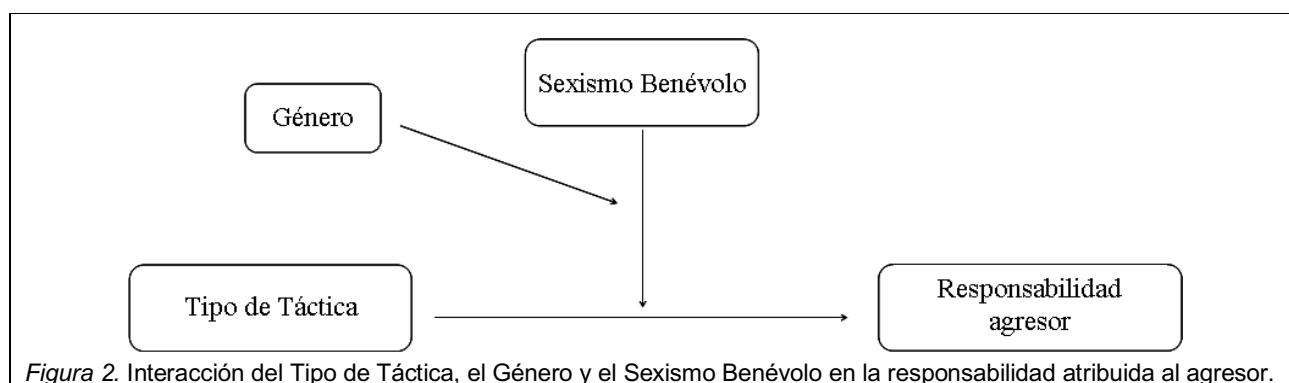 Sexismo Benévolo
Género
Tipo de Táctica
Responsabilidad
agresor
Figura 2. Interacción del Tipo de Táctica, el Género y el Sexismo Benévolo en la responsabilidad atribuida al agresor.